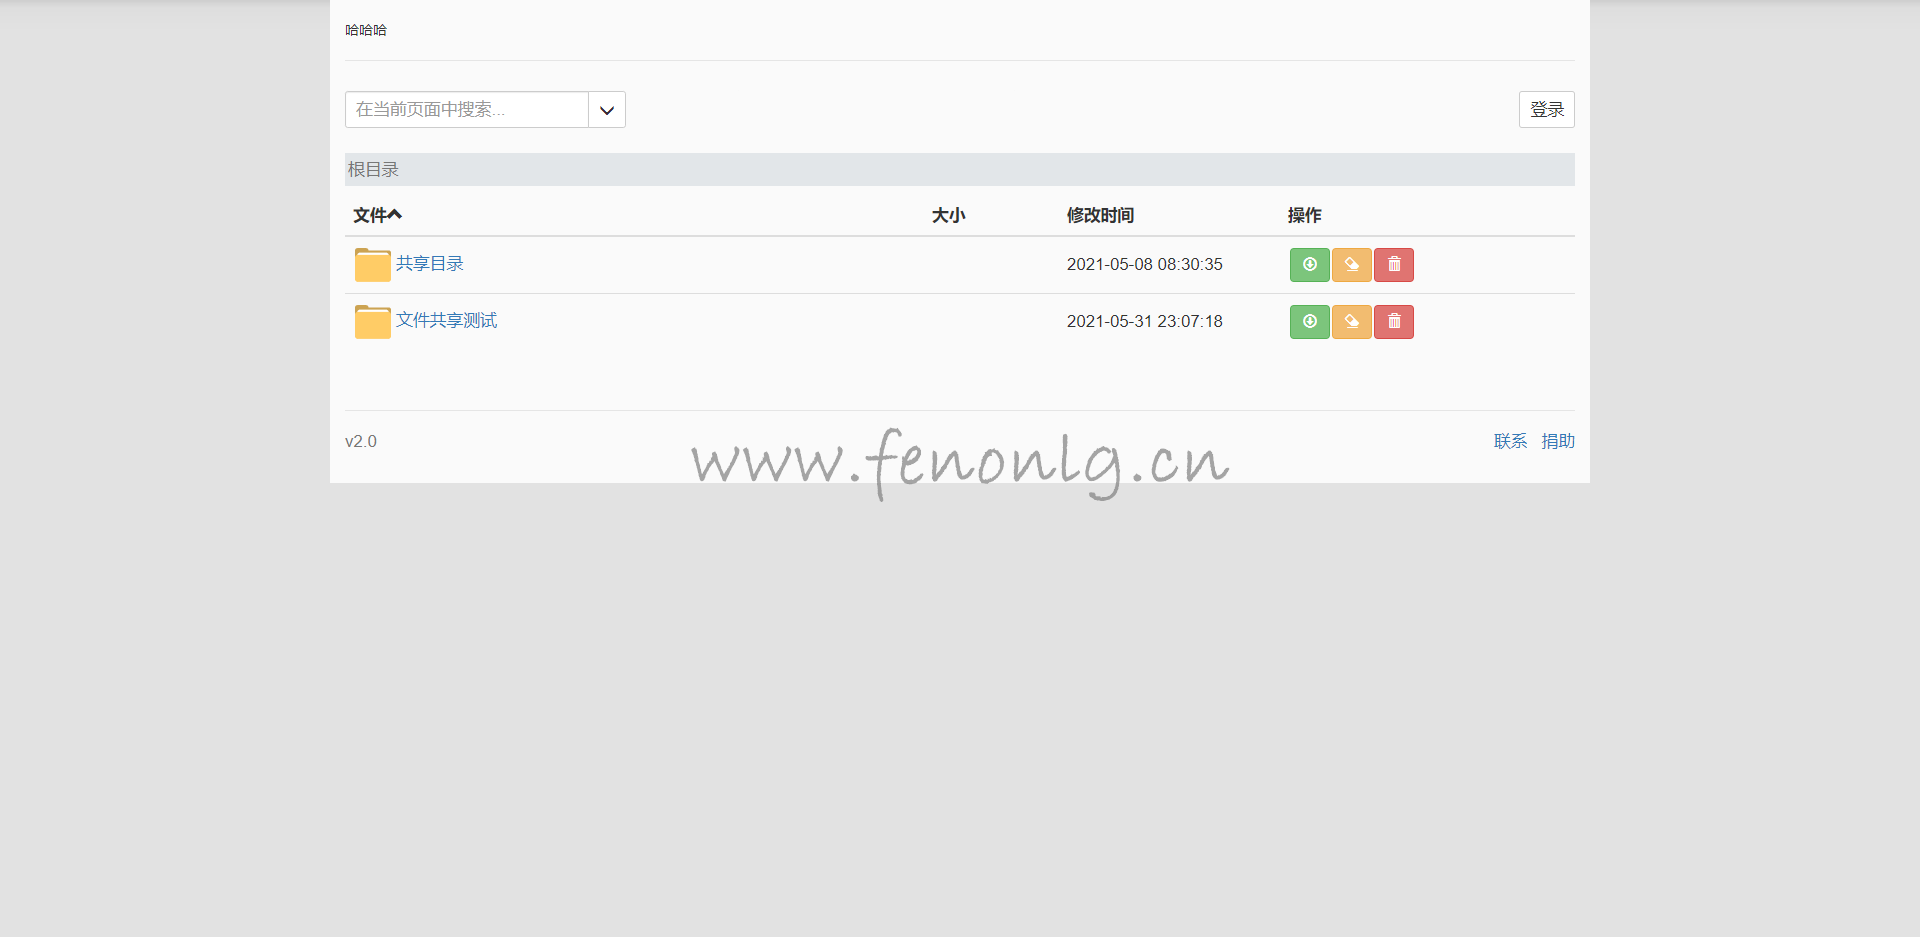 哈哈哈
在当前页面中搜索...
登录
根目录
文件 大小 修改时间 操作
共享目录 2021-05-08 08:30:35
文件共享测试 2021-05-31 23:07:18
v2.0 联系 捐助
www.fenonlg.cn